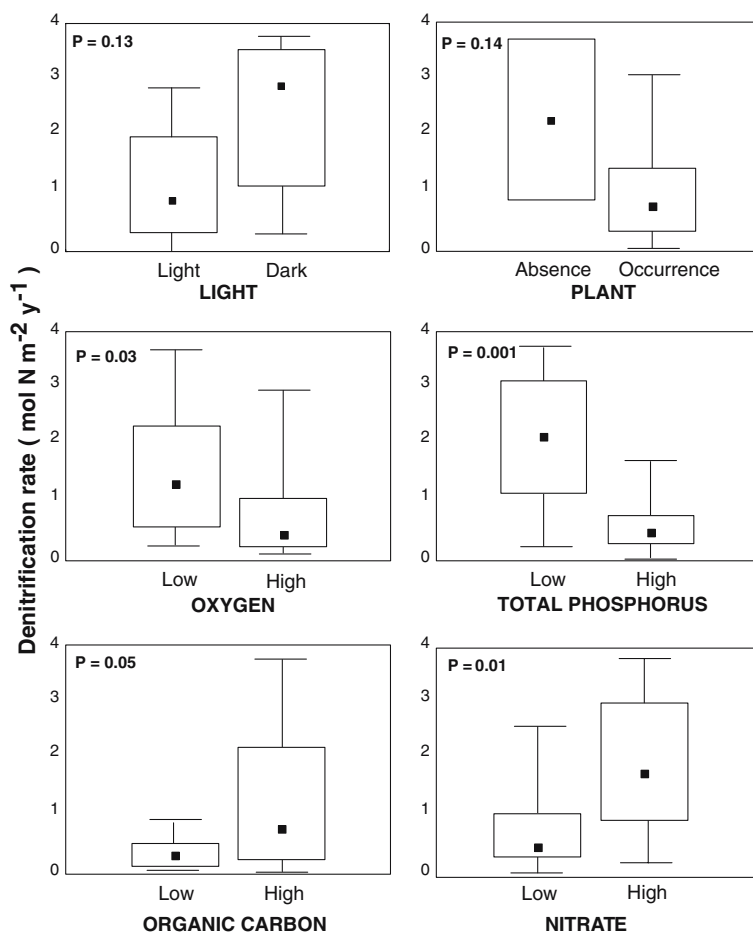 Denitrification rate ( mol N m-2 y-1 )
4
3
2
1
0
P = 0.13
Light Dark
LIGHT
4
3
2
1
0
P = 0.14
Absence Occurrence
PLANT
4
3
2
1
0
P = 0.03
Low High
OXYGEN
4
3
2
1
0
P = 0.001
Low High
TOTAL PHOSPHORUS
4
3
2
1
0
P = 0.05
Low High
ORGANIC CARBON
4
3
2
1
0
P = 0.01
Low High
NITRATE